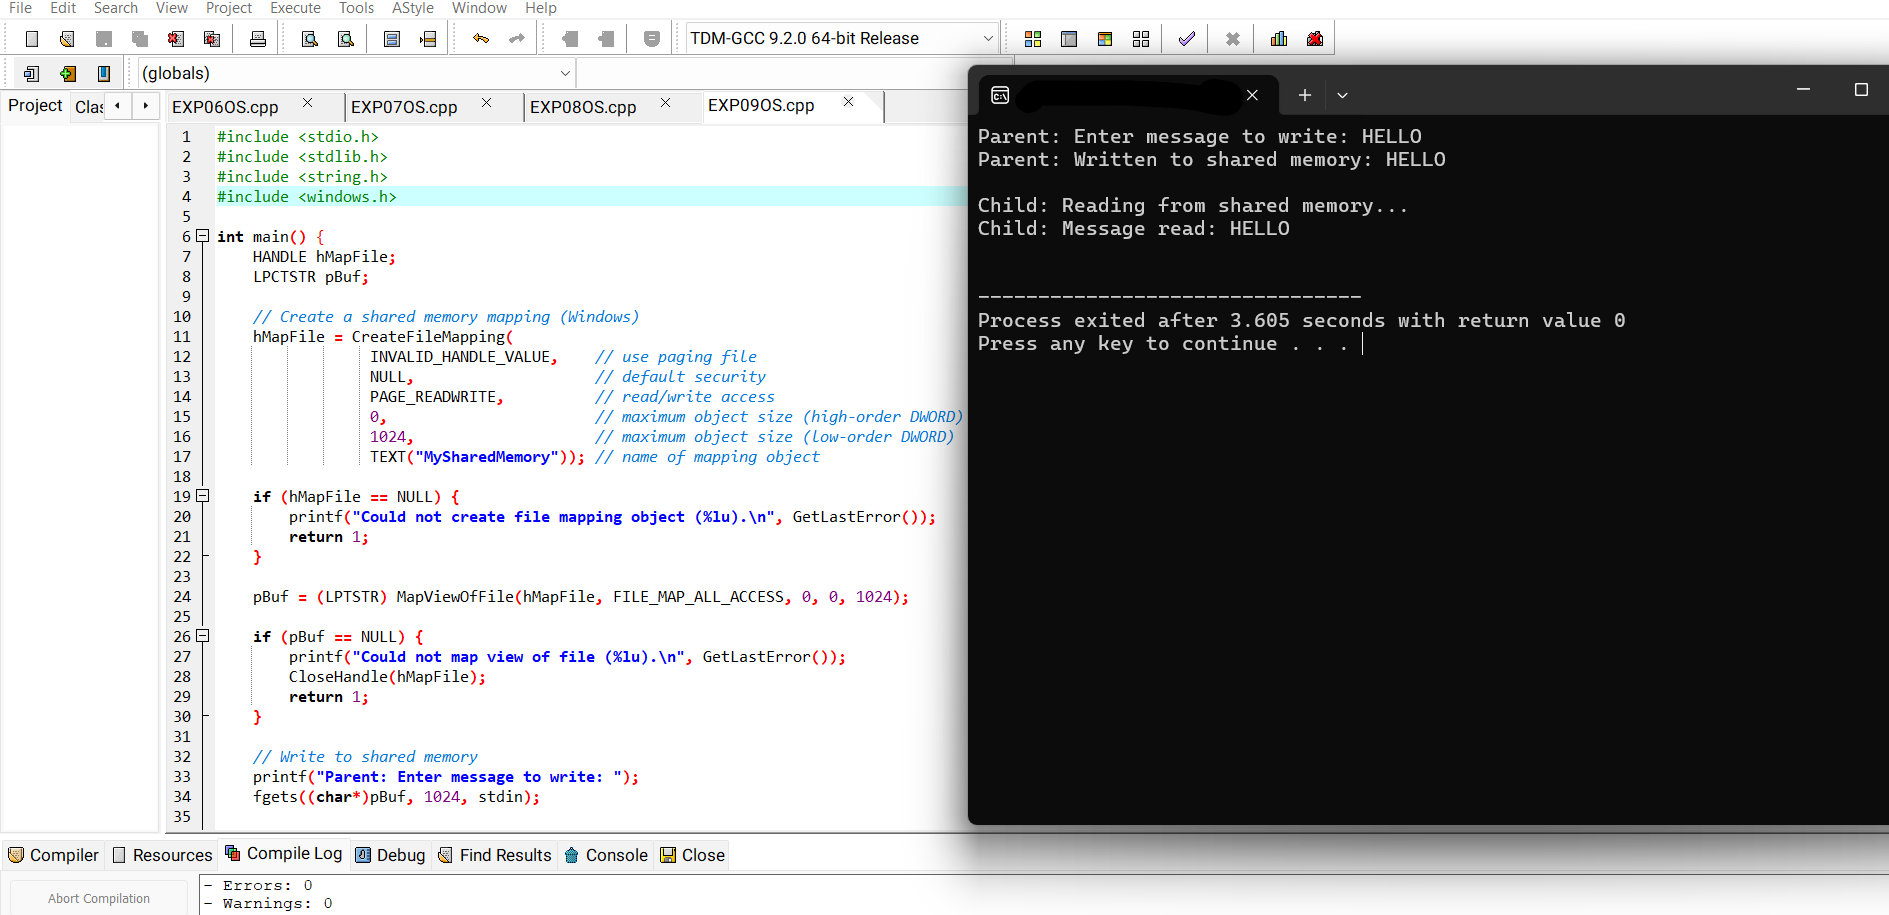 File Edit Search View Project Execute Tools AStyle Window Help
TDM-GCC 9.2.0 64-bit Release
(globals)
Project Clas
EXP06OS.cpp EXP07OS.cpp EXP08OS.cpp EXP09OS.cpp
1 #include <stdio.h>
2 #include <stdlib.h>
3 #include <string.h>
4 #include <windows.h>
5
6 int main() {
7 HANDLE hMapFile;
8 LPCTSTR pBuf;
9
10 // Create a shared memory mapping (Windows)
11 hMapFile = CreateFileMapping(
12 INVALID_HANDLE_VALUE, // use paging file
13 NULL, // default security
14 PAGE_READWRITE, // read/write access
15 0, // maximum object size (high-order DWORD)
16 1024, // maximum object size (low-order DWORD)
17 TEXT("MySharedMemory")); // name of mapping object
18
19 if (hMapFile == NULL) {
20 printf("Could not create file mapping object (%lu).\n", GetLastError());
21 return 1;
22 }
23
24 pBuf = (LPTSTR) MapViewOfFile(hMapFile, FILE_MAP_ALL_ACCESS, 0, 0, 1024);
25
26 if (pBuf == NULL) {
27 printf("Could not map view of file (%lu).\n", GetLastError());
28 CloseHandle(hMapFile);
29 return 1;
30 }
31
32 // Write to shared memory
33 printf("Parent: Enter message to write: ");
34 fgets((char*)pBuf, 1024, stdin);
35
Parent: Enter message to write: HELLO
Parent: Written to shared memory: HELLO
Child: Reading from shared memory...
Child: Message read: HELLO
--------------------------------
Process exited after 3.605 seconds with return value 0
Press any key to continue . . .
Compiler Resources Compile Log Debug Find Results Console Close
Abort Compilation
- Errors: 0
- Warnings: 0